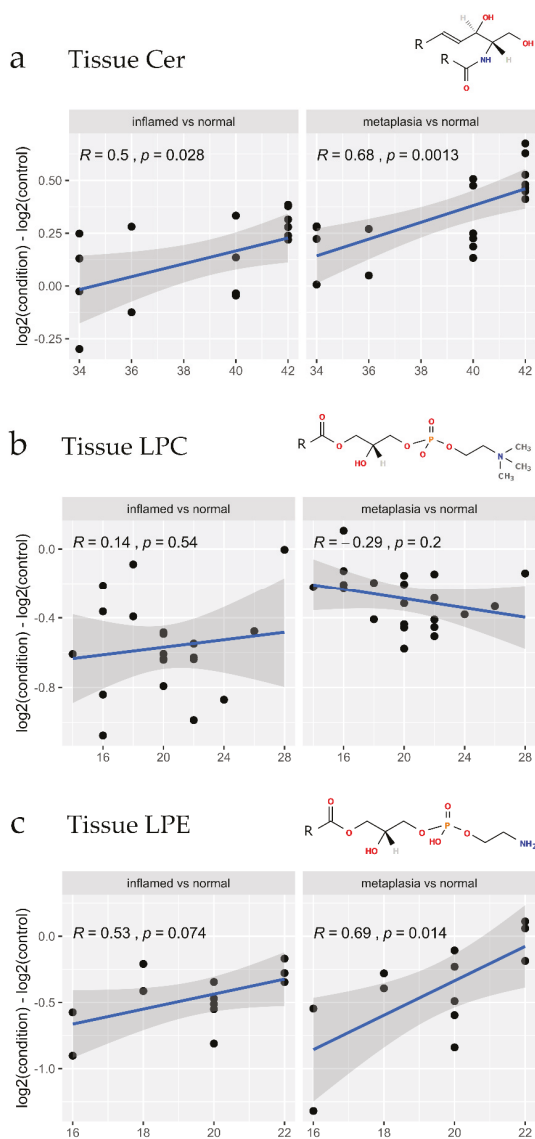 a Tissue Cer
H OH
R OH
R NH H
O
inflamed vs normal metaplasia vs normal
R = 0.5 , p = 0.028 R = 0.68 , p = 0.0013
log2(condition) - log2(control)
0.50
0.25
0.00
-0.25
34 36 38 40 42 34 36 38 40 42
b Tissue LPC
O O
R O O P O CH3
HO H O N CH3
CH3
inflamed vs normal metaplasia vs normal
R = 0.14 , p = 0.54 R = −0.29 , p = 0.2
log2(condition) - log2(control)
0.0
-0.4
-0.8
16 20 24 28 16 20 24 28
c Tissue LPE
O O
R O O P O
HO H HO NH2
inflamed vs normal metaplasia vs normal
R = 0.53 , p = 0.074 R = 0.69 , p = 0.014
log2(condition) - log2(control)
0.0
-0.5
-1.0
16 18 20 22 16 18 20 22